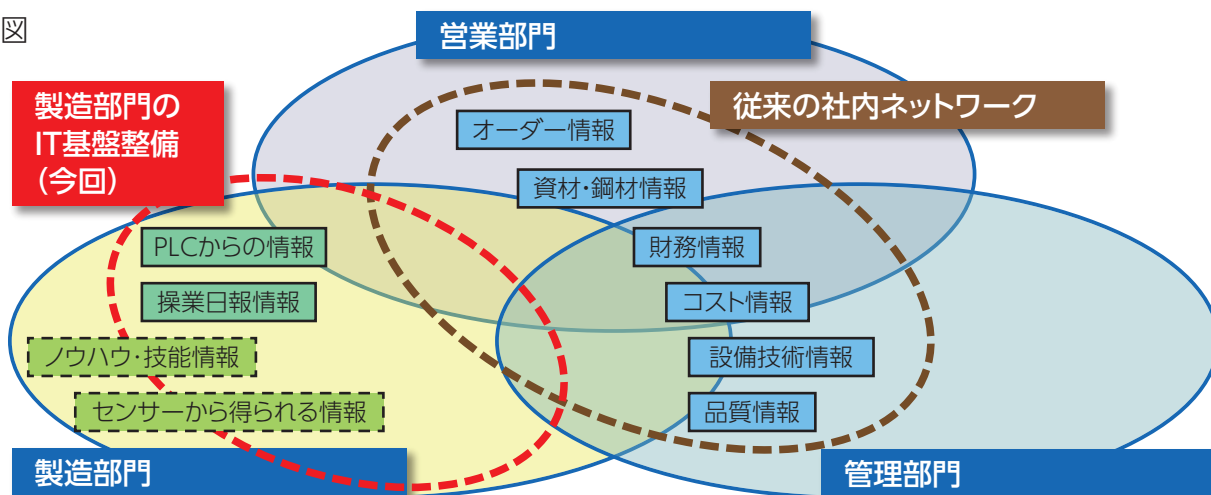 図
営業部門
製造部門の
IT基盤整備
(今回)
従来の社内ネットワーク
オーダー情報
資材・鋼材情報
PLCからの情報
財務情報
操業日報情報
コスト情報
ノウハウ・技能情報
設備技術情報
センサーから得られる情報
品質情報
製造部門
管理部門